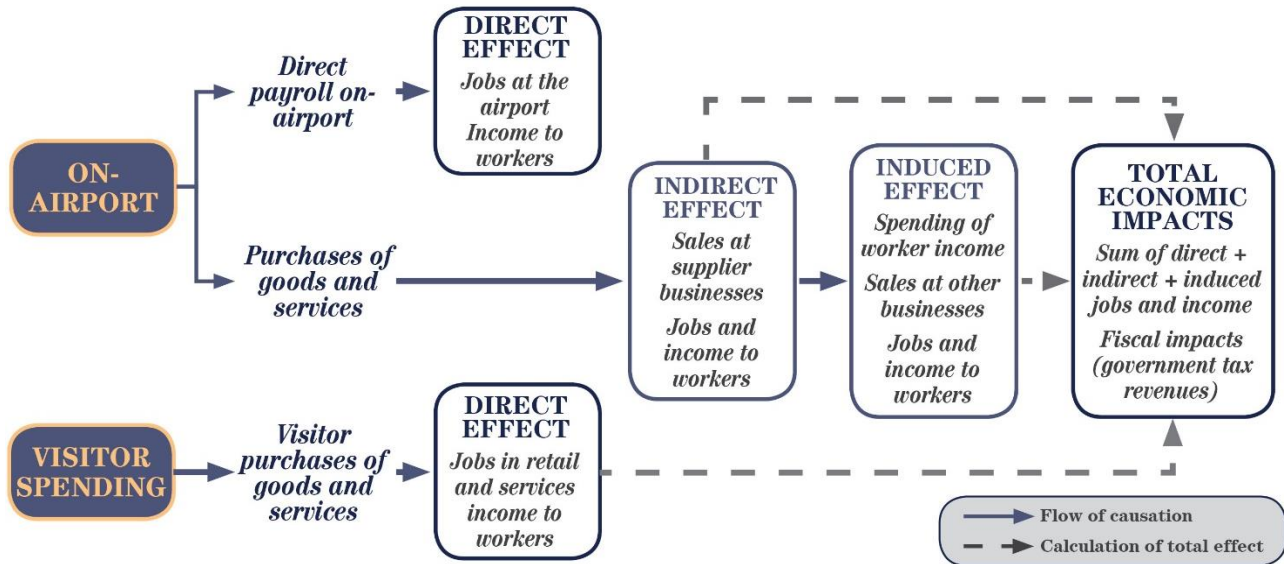 ON-
AIRPORT
Direct
payroll on-
airport
DIRECT
EFFECT
Jobs at the
airport
Income to
workers
Purchases of
goods and
services
INDIRECT
EFFECT
Sales at
supplier
businesses
Jobs and
income to
workers
INDUCED
EFFECT
Spending of
worker income
Sales at other
businesses
Jobs and
income to
workers
TOTAL
ECONOMIC
IMPACTS
Sum of direct +
indirect + induced
jobs and income
Fiscal impacts
(government tax
revenues)
VISITOR
SPENDING
Visitor
purchases of
goods and
services
DIRECT
EFFECT
Jobs in retail
and services
income to
workers
Flow of causation
Calculation of total effect